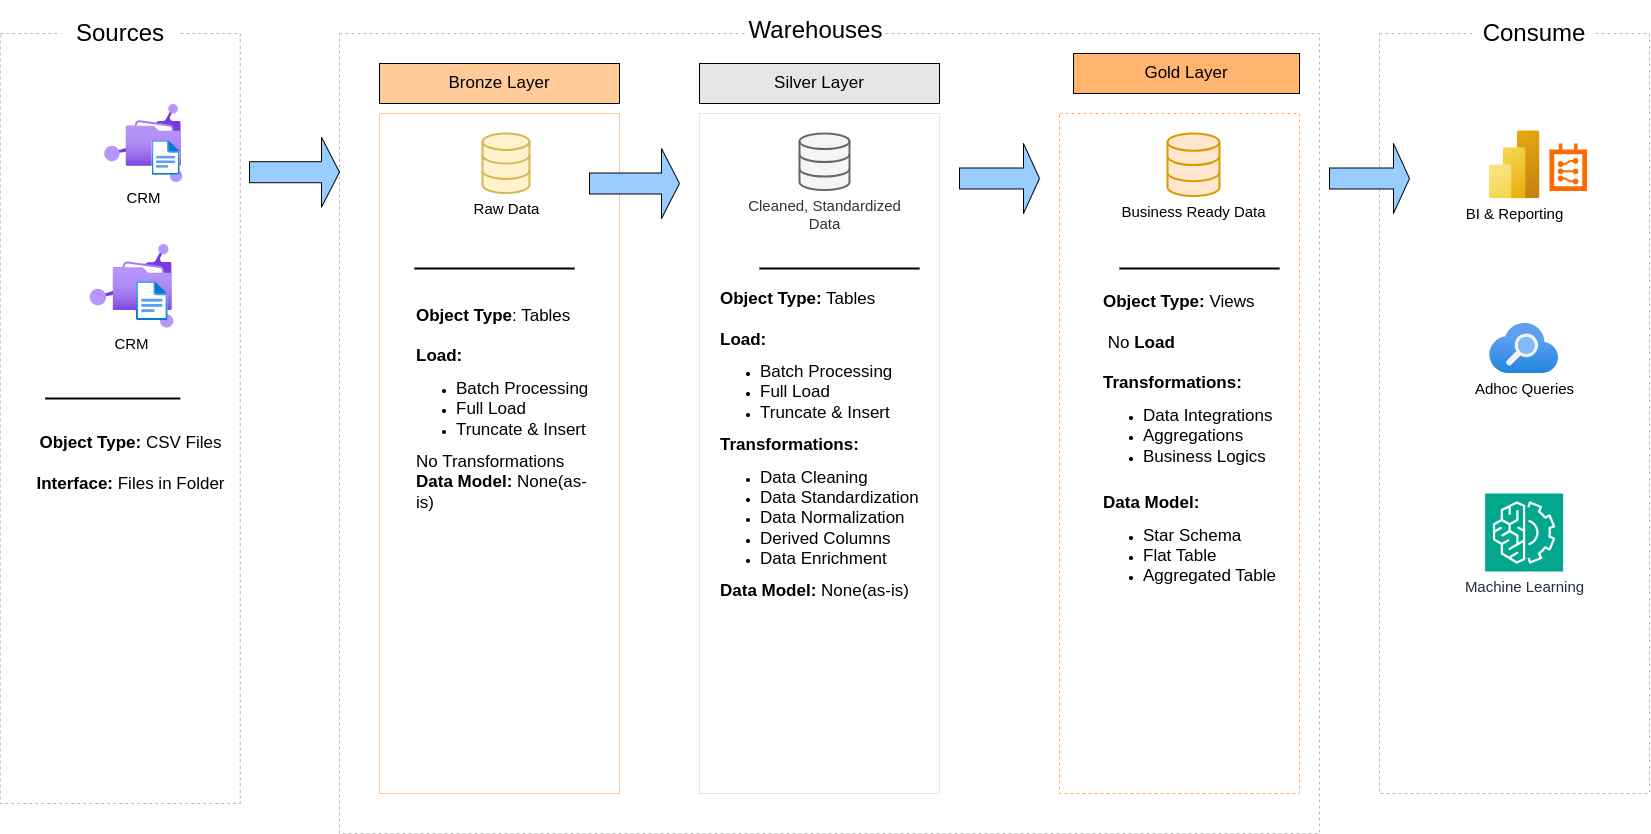 Sources
CRM
CRM
Object Type: CSV Files
Interface: Files in Folder
Warehouses
Bronze Layer
Raw Data
Object Type: Tables
Load:
Batch Processing
Full Load
Truncate & Insert
No Transformations
Data Model: None(as-
is)
Silver Layer
Cleaned, Standardized
Data
Object Type: Tables
Load:
Batch Processing
Full Load
Truncate & Insert
Transformations:
Data Cleaning
Data Standardization
Data Normalization
Derived Columns
Data Enrichment
Data Model: None(as-is)
Gold Layer
Business Ready Data
Object Type: Views
No Load
Transformations:
Data Integrations
Aggregations
Business Logics
Data Model:
Star Schema
Flat Table
Aggregated Table
Consume
BI & Reporting
Adhoc Queries
Machine Learning